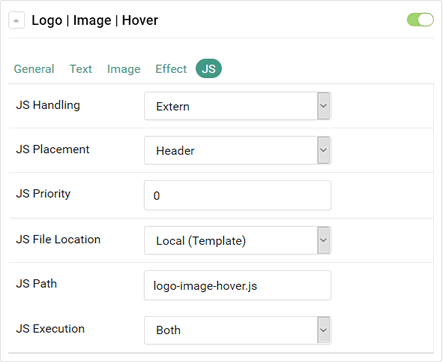 Logo | Image | Hover
General Text Image Effect JS
JS Handling Extern
JS Placement Header
JS Priority 0
JS File Location Local (Template)
JS Path logo-image-hover.js
JS Execution Both